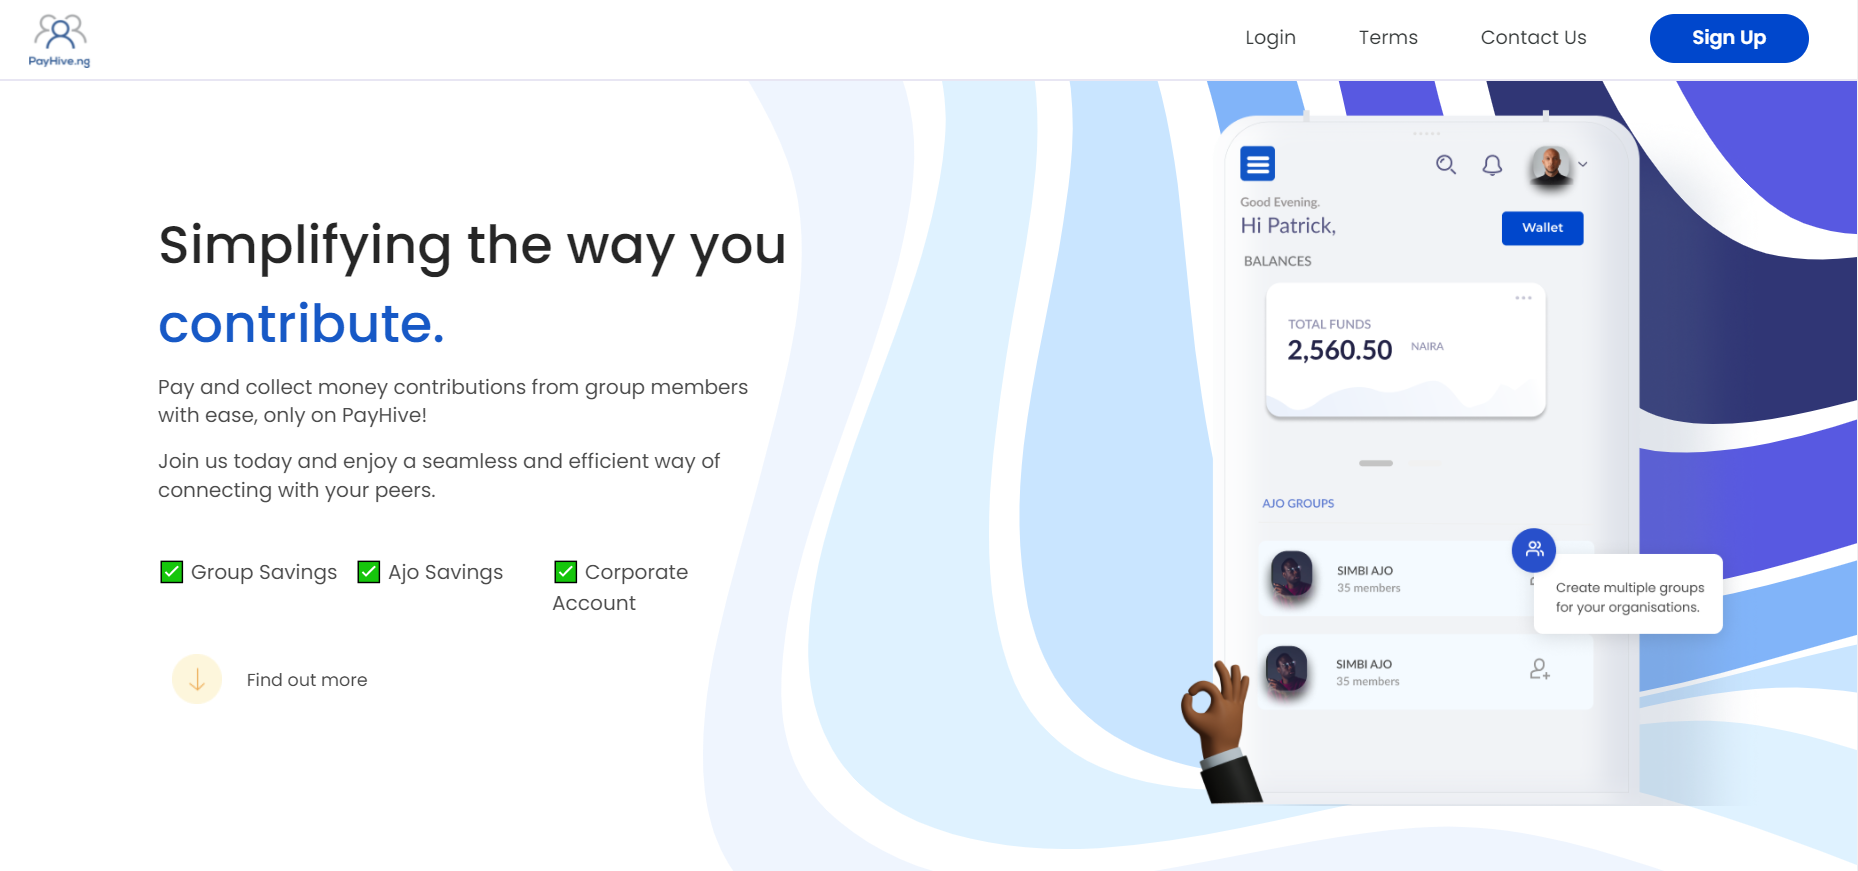 PayHive.ng
Login
Terms
Contact Us
Sign Up
Simplifying the way you
contribute.
Pay and collect money contributions from group members
with ease, only on PayHive!
Join us today and enjoy a seamless and efficient way of
connecting with your peers.
Group Savings
Ajo Savings
Corporate
Account
Find out more
Good Evening.
Hi Patrick,
Wallet
BALANCES
TOTAL FUNDS
2,560.50 NAIRA
AJO GROUPS
SIMBI AJO
35 members
Create multiple groups
for your organisations.
SIMBI AJO
35 members